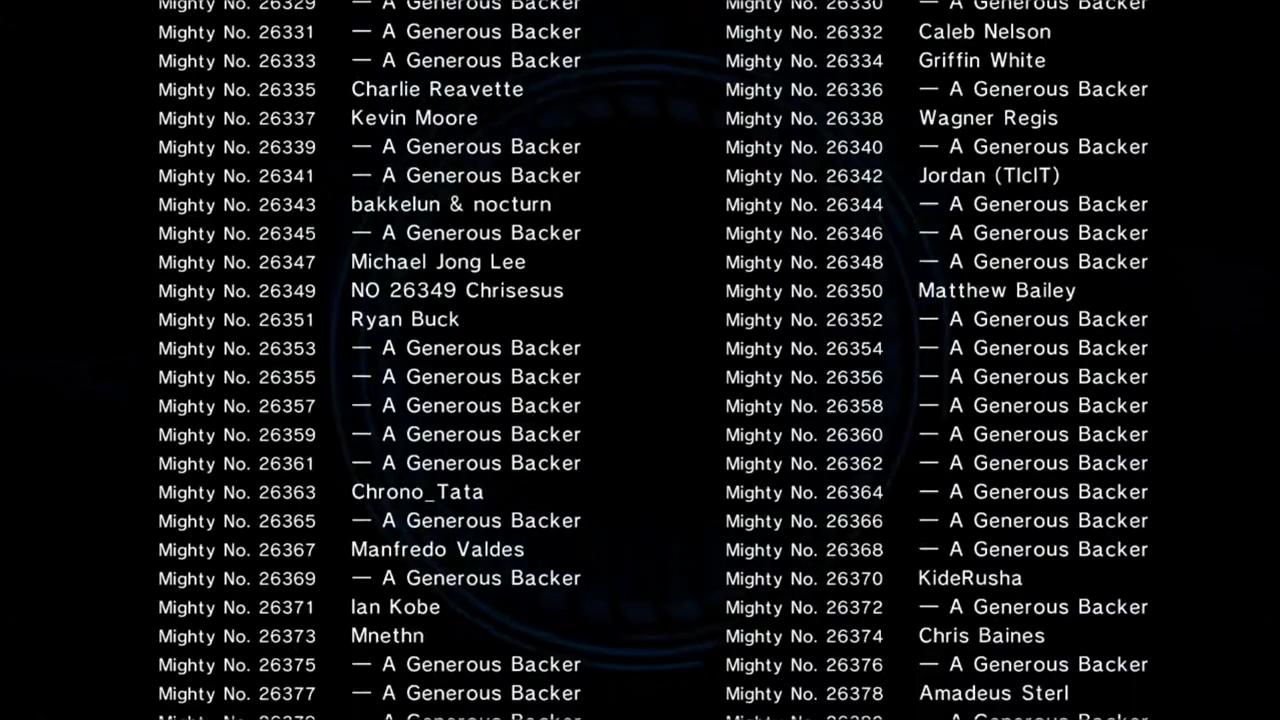 Mighty No. 26329 — A Generous Backer Mighty No. 26330 — A Generous Backer
Mighty No. 26331 — A Generous Backer Mighty No. 26332 Caleb Nelson
Mighty No. 26333 — A Generous Backer Mighty No. 26334 Griffin White
Mighty No. 26335 Charlie Reavette Mighty No. 26336 — A Generous Backer
Mighty No. 26337 Kevin Moore Mighty No. 26338 Wagner Regis
Mighty No. 26339 — A Generous Backer Mighty No. 26340 — A Generous Backer
Mighty No. 26341 — A Generous Backer Mighty No. 26342 Jordan (TIcIT)
Mighty No. 26343 bakkelun & nocturn Mighty No. 26344 — A Generous Backer
Mighty No. 26345 — A Generous Backer Mighty No. 26346 — A Generous Backer
Mighty No. 26347 Michael Jong Lee Mighty No. 26348 — A Generous Backer
Mighty No. 26349 NO 26349 Chrisesus Mighty No. 26350 Matthew Bailey
Mighty No. 26351 Ryan Buck Mighty No. 26352 — A Generous Backer
Mighty No. 26353 — A Generous Backer Mighty No. 26354 — A Generous Backer
Mighty No. 26355 — A Generous Backer Mighty No. 26356 — A Generous Backer
Mighty No. 26357 — A Generous Backer Mighty No. 26358 — A Generous Backer
Mighty No. 26359 — A Generous Backer Mighty No. 26360 — A Generous Backer
Mighty No. 26361 — A Generous Backer Mighty No. 26362 — A Generous Backer
Mighty No. 26363 Chrono_Tata Mighty No. 26364 — A Generous Backer
Mighty No. 26365 — A Generous Backer Mighty No. 26366 — A Generous Backer
Mighty No. 26367 Manfredo Valdes Mighty No. 26368 — A Generous Backer
Mighty No. 26369 — A Generous Backer Mighty No. 26370 KideRusha
Mighty No. 26371 Ian Kobe Mighty No. 26372 — A Generous Backer
Mighty No. 26373 Mnethn Mighty No. 26374 Chris Baines
Mighty No. 26375 — A Generous Backer Mighty No. 26376 — A Generous Backer
Mighty No. 26377 — A Generous Backer Mighty No. 26378 Amadeus Sterl